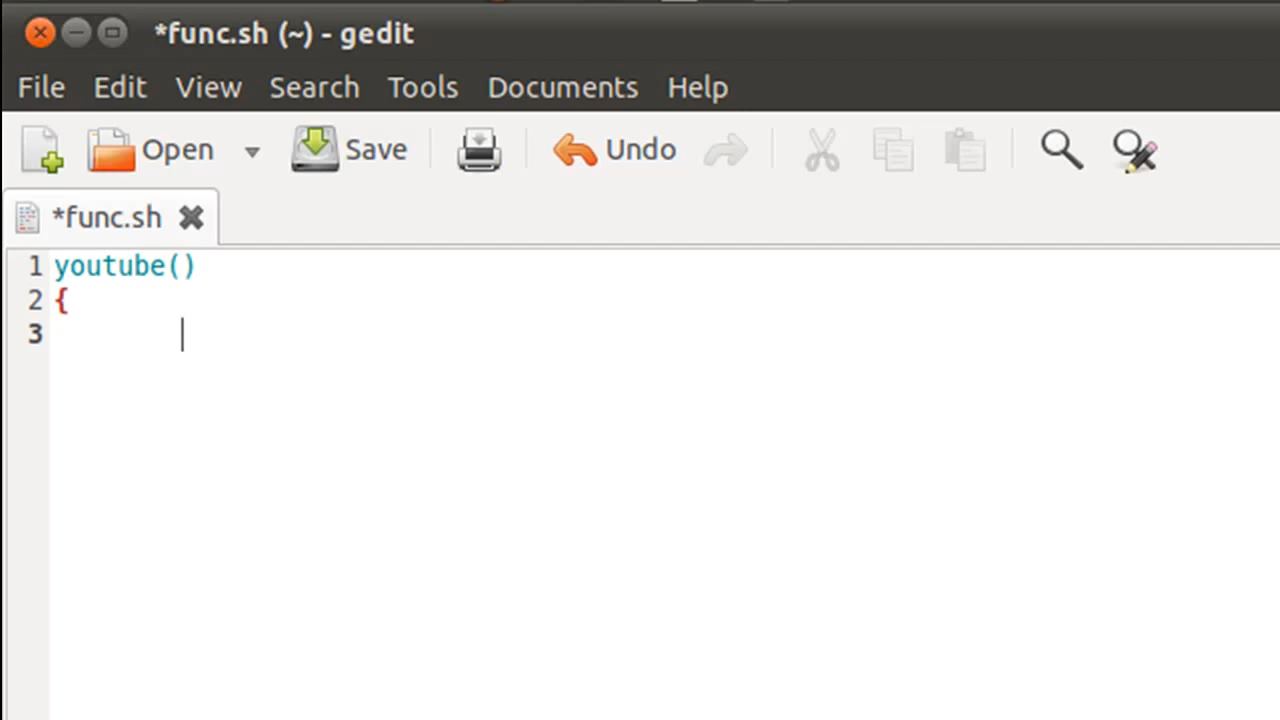 *func.sh (~) - gedit
File Edit View Search Tools Documents Help
Open Save Undo
*func.sh
1 youtube()
2 {
3